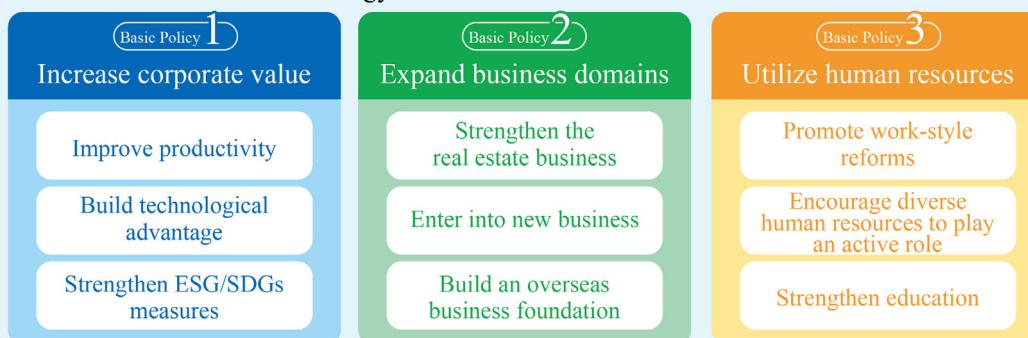 Basic Policy 1
Increase corporate value
Improve productivity
Build technological
advantage
Strengthen ESG/SDGs
measures
Basic Policy 2
Expand business domains
Strengthen the
real estate business
Enter into new business
Build an overseas
business foundation
Basic Policy 3
Utilize human resources
Promote work-style
reforms
Encourage diverse
human resources to play
an active role
Strengthen education